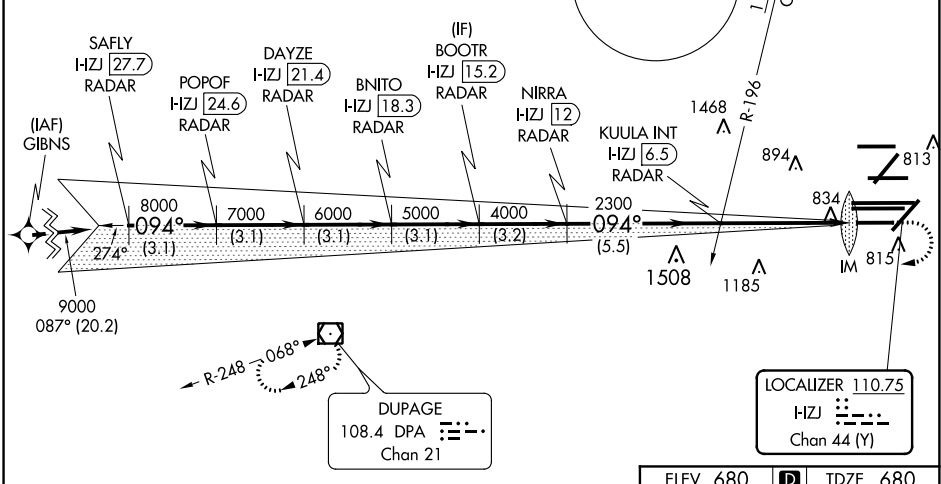 SAFLY
I-IZJ 27.7
RADAR
POPOF
I-IZJ 24.6
RADAR
DAYZE
I-IZJ 21.4
RADAR
BNITO
I-IZJ 18.3
RADAR
(IF)
BOOTR
I-IZJ 15.2
RADAR
NIRRA
I-IZJ 12
RADAR
KUULA INT
I-IZJ 6.5
RADAR
R-196
(IAF)
GIBNS
1468
894
813
834
815
IM
1508
1185
8000
094°
(3.1)
274°
7000
(3.1)
6000
(3.1)
5000
(3.1)
4000
(3.2)
2300
094°
(5.5)
9000
087° (20.2)
R-248
068°
248°
DUPAGE
108.4 DPA
Chan 21
LOCALIZER 110.75
I-IZJ
Chan 44 (Y)
ELEV 680 D TDZE 680